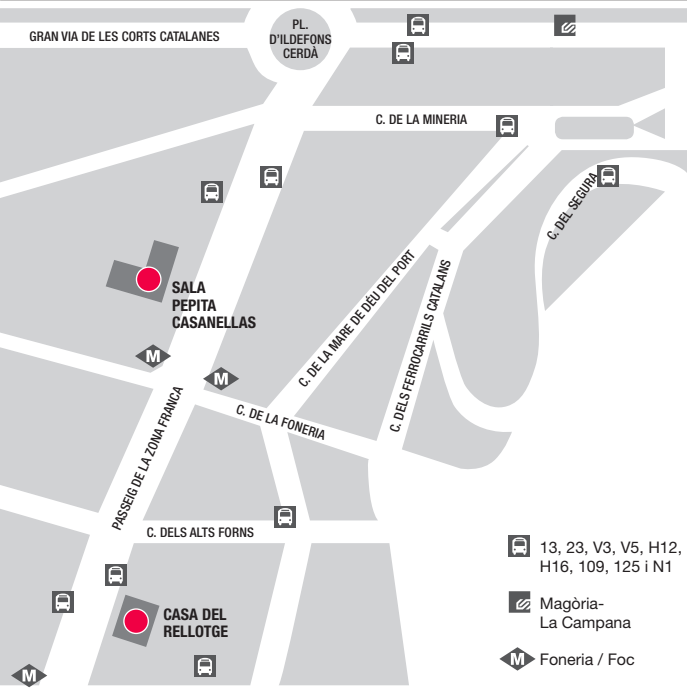 GRAN VIA DE LES CORTS CATALANES
PL.
D'ILDEFONS
CERDÀ
C. DE LA MINERIA
C. DEL SEGURA
SALA
PEPITA
CASANELLAS
C. DE LA MARE DE DÉU DEL PORT
C. DELS FERROCARRILS CATALANS
M
M
C. DE LA FONERIA
PASSEIG DE LA ZONA FRANCA
C. DELS ALTS FORNS
CASA DEL
RELLOTGE
M
13, 23, V3, V5, H12,
H16, 109, 125 i N1
Magòria-
La Campana
M Foneria / Foc